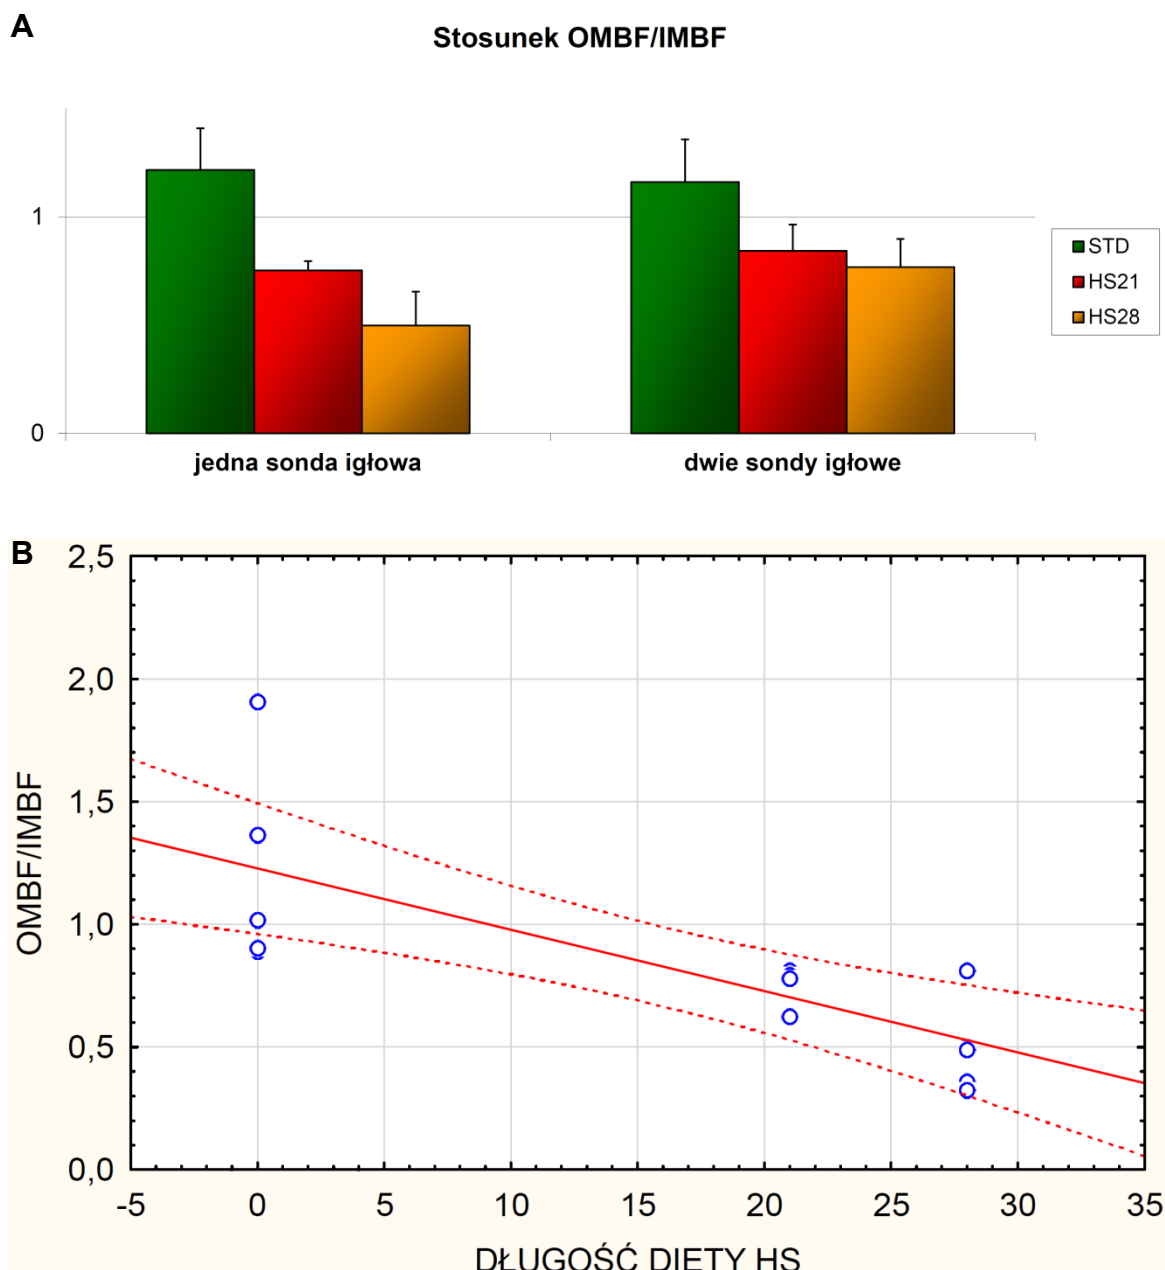 A
Stosunek OMBF/IMBF
1
0
jedna sonda igłowa
dwie sondy igłowe
STD
HS21
HS28
B
2,5
2,0
1,5
1,0
0,5
0,0
OMBF/IMBF
-5 0 5 10 15 20 25 30 35
DŁUGOŚĆ DIETY HS